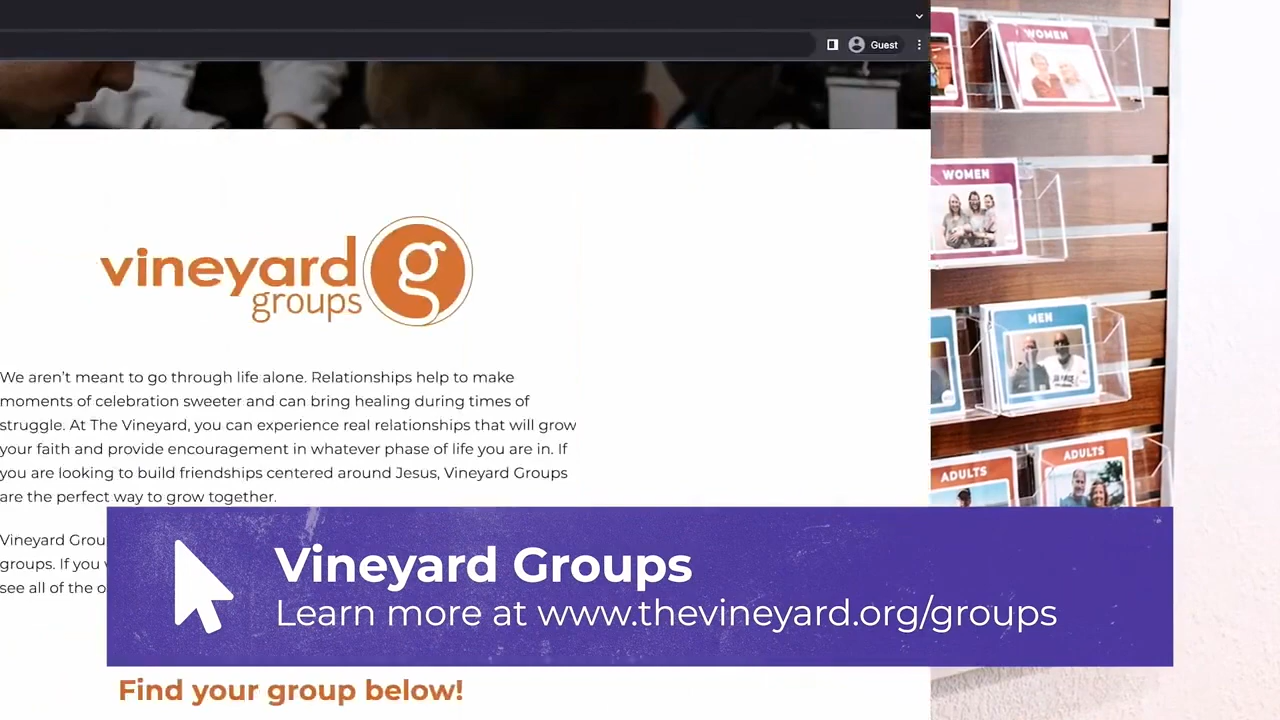 Guest
WOMEN
WOMEN
MEN
ADULTS
ADULTS
vineyard
groups
g
We aren't meant to go through life alone. Relationships help to make
moments of celebration sweeter and can bring healing during times of
struggle. At The Vineyard, you can experience real relationships that will grow
your faith and provide encouragement in whatever phase of life you are in. If
you are looking to build friendships centered around Jesus, Vineyard Groups
are the perfect way to grow together.
Vineyard Grou
groups. If you
see all of the o
Vineyard Groups
Learn more at www.thevineyard.org/groups
Find your group below!